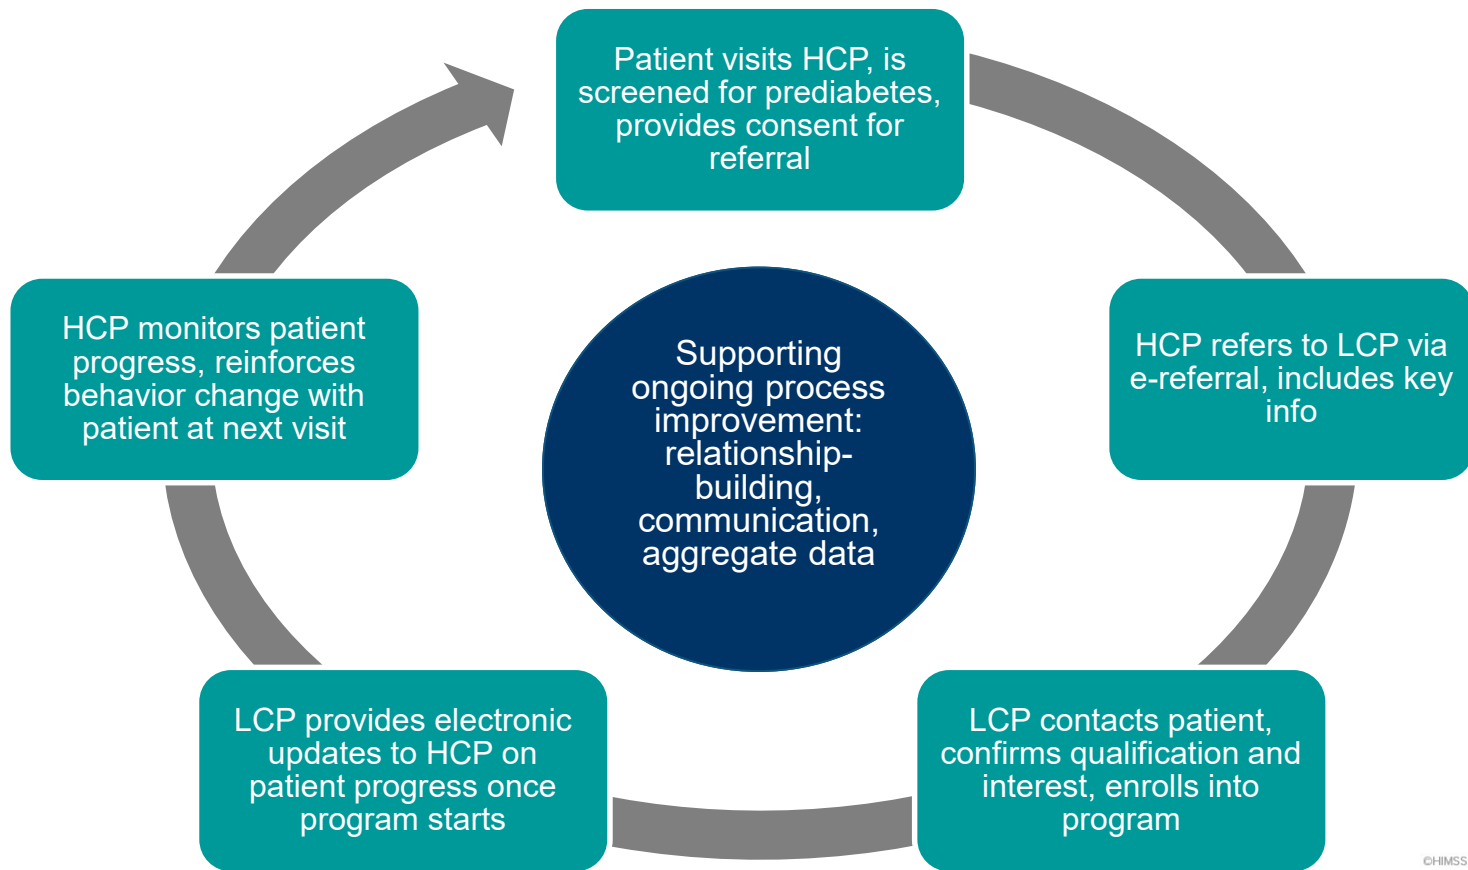 Patient visits HCP, is
screened for prediabetes,
provides consent for
referral
HCP refers to LCP via
e-referral, includes key
info
LCP contacts patient,
confirms qualification and
interest, enrolls into
program
LCP provides electronic
updates to HCP on
patient progress once
program starts
HCP monitors patient
progress, reinforces
behavior change with
patient at next visit
Supporting
ongoing process
improvement:
relationship-
building,
communication,
aggregate data
©HIMSS